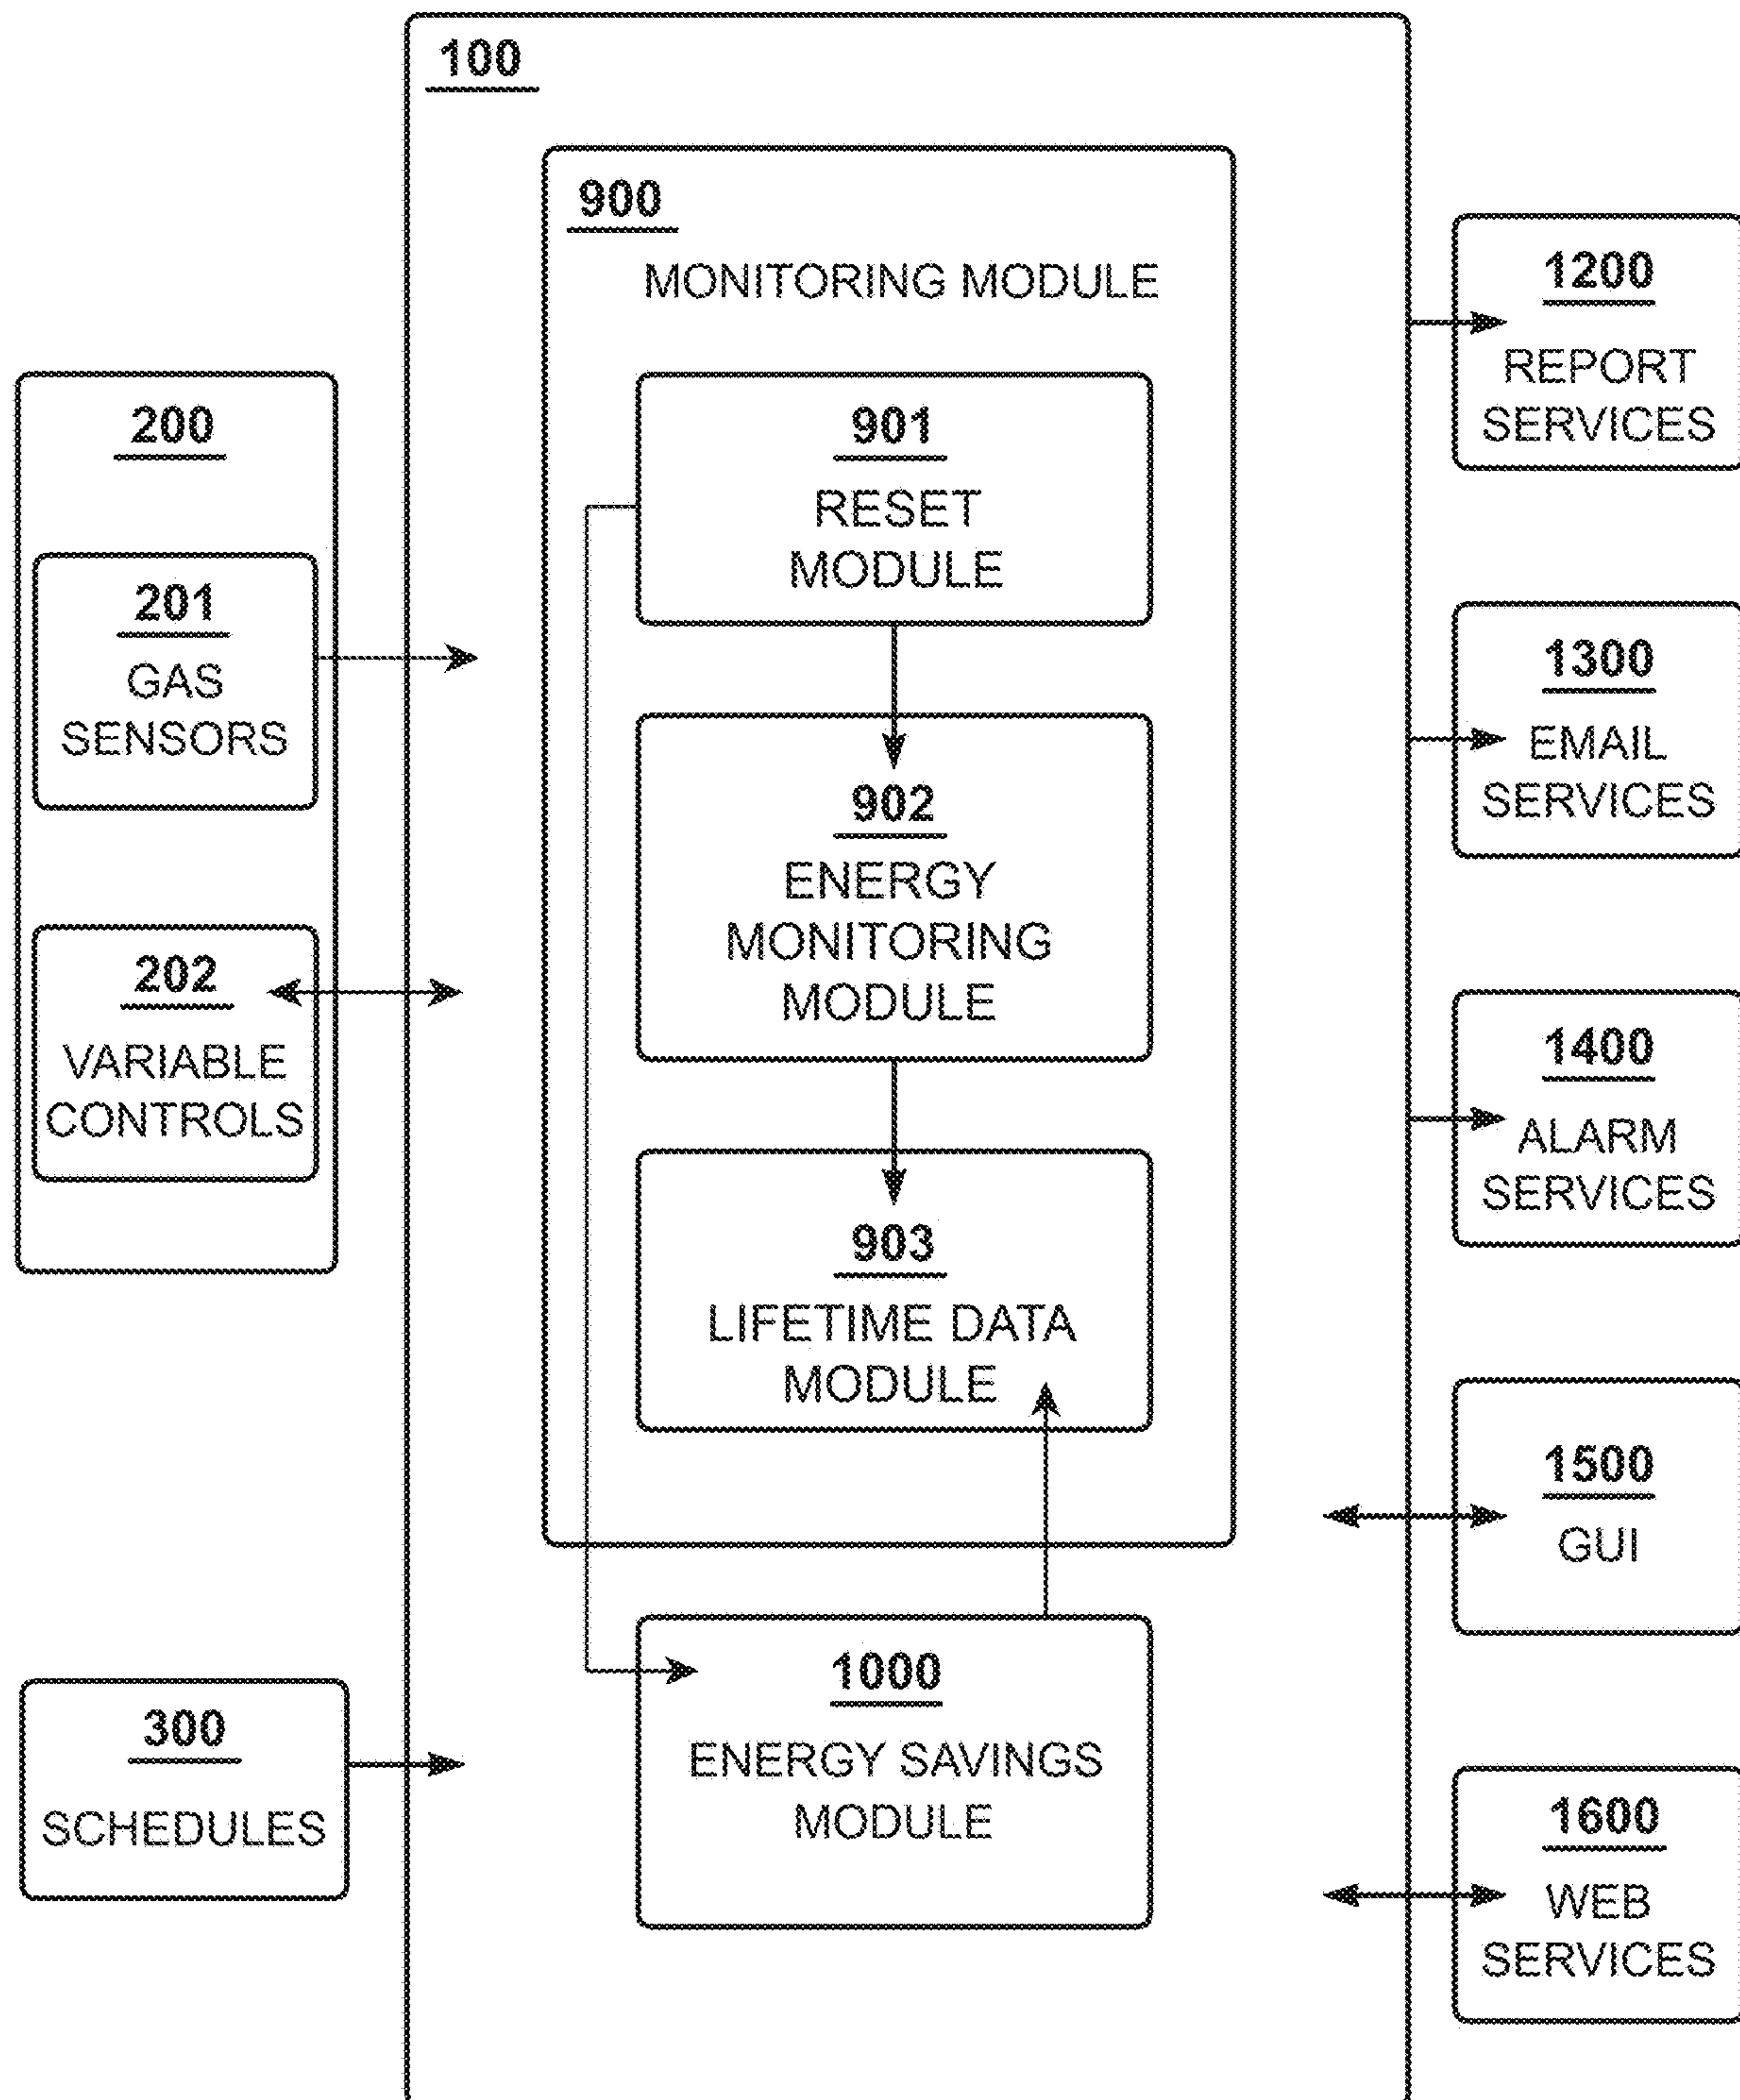 100
900
MONITORING MODULE
901
RESET
MODULE
902
ENERGY
MONITORING
MODULE
903
LIFETIME DATA
MODULE
1000
ENERGY SAVINGS
MODULE
200
201
GAS
SENSORS
202
VARIABLE
CONTROLS
300
SCHEDULES
1200
REPORT
SERVICES
1300
EMAIL
SERVICES
1400
ALARM
SERVICES
1500
GUI
1600
WEB
SERVICES